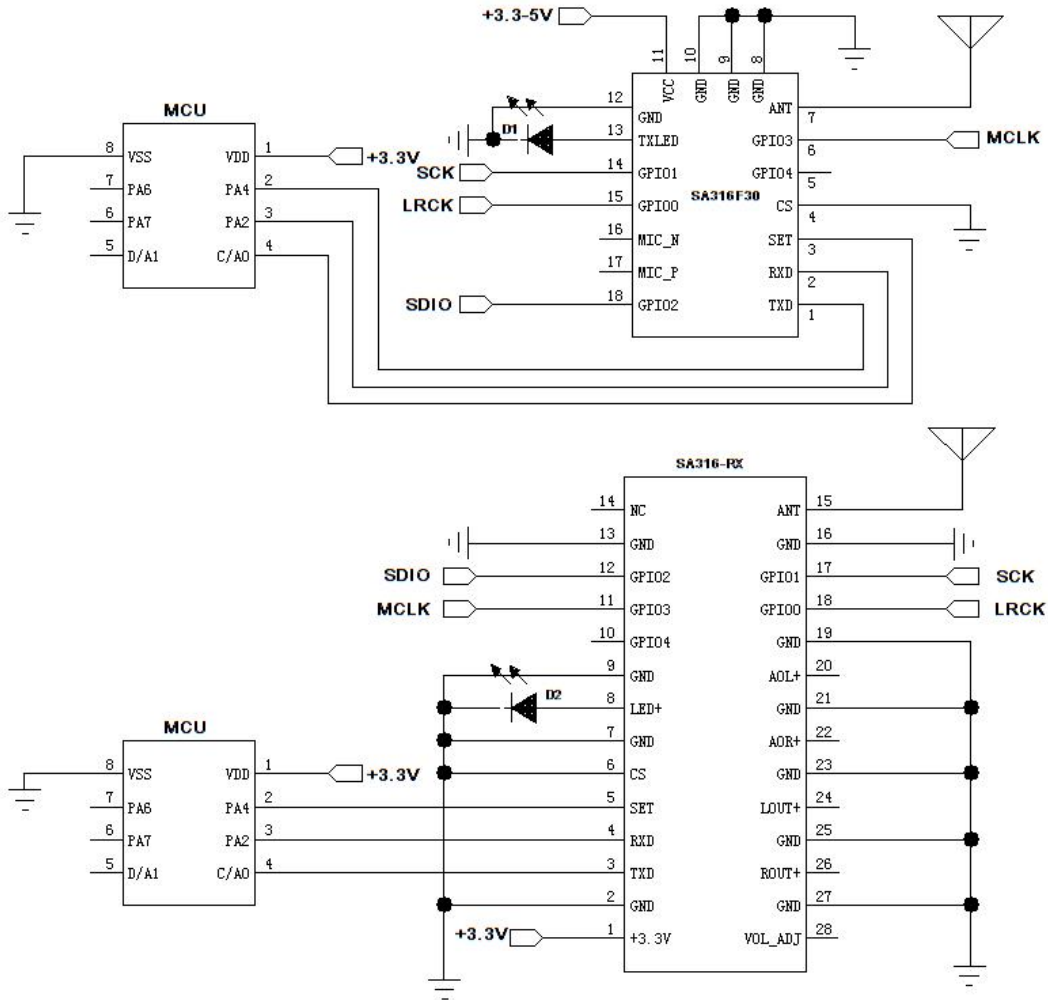 +3.3-5V
11 10 9 8
VCC GND GND GND
MCU
8 VSS VDD 1 +3.3V
7 PA6 PA4 2
6 PA7 PA2 3
5 D/A1 C/A0 4
SA316F30
12 GND ANT 7
D1 13 TXLED GPIO3 6 MCLK
SCK 14 GPIO1 GPIO4 5
LRCK 15 GPIO0 CS 4
16 MIC_N SET 3
17 MIC_P RXD 2
SDIO 18 GPIO2 TXD 1
SA316-RX
14 NC ANT 15
13 GND GND 16
SDIO 12 GPIO2 GPIO1 17 SCK
MCLK 11 GPIO3 GPIO0 18 LRCK
10 GPIO4 GND 19
9 GND AOL+ 20
D2 8 LED+ GND 21
7 GND AOR+ 22
6 CS GND 23
5 SET LOUT+ 24
4 RXD GND 25
3 TXD ROUT+ 26
2 GND GND 27
+3.3V 1 +3.3V VOL_ADJ 28
MCU
8 VSS VDD 1 +3.3V
7 PA6 PA4 2
6 PA7 PA2 3
5 D/A1 C/A0 4